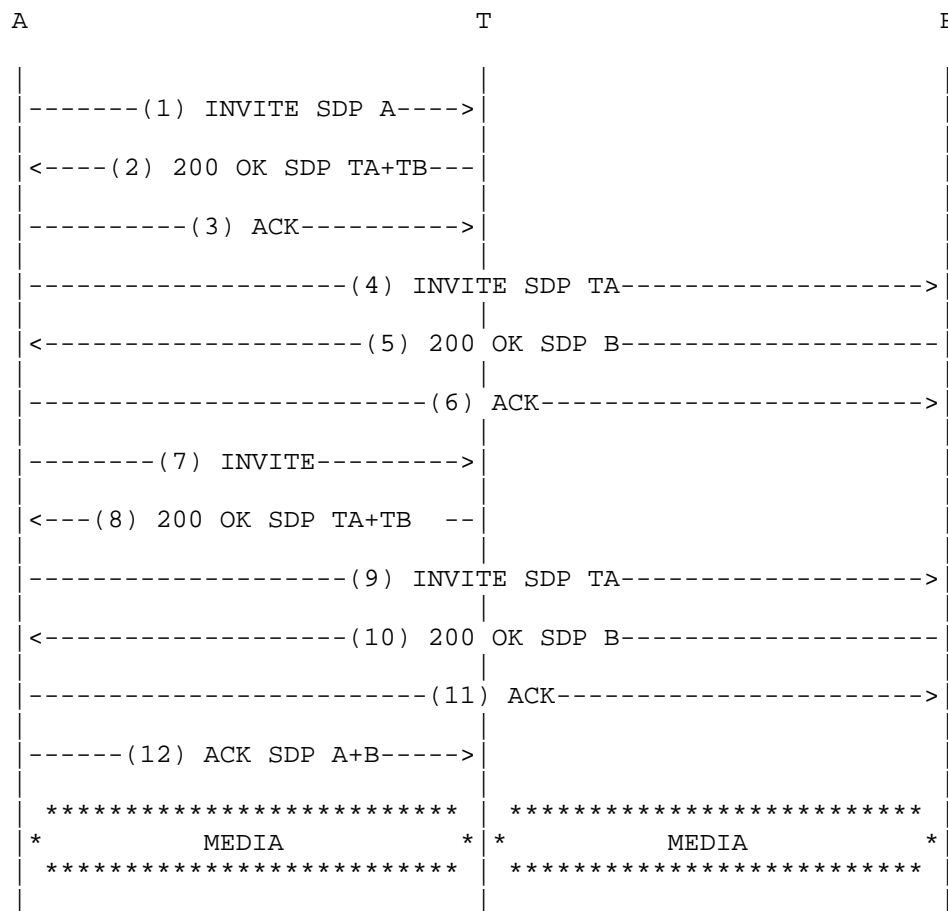 A T B
-------(1) INVITE SDP A---->
<----(2) 200 OK SDP TA+TB---
----------(3) ACK---------->
--------------------(4) INVITE SDP TA------------------->
<--------------------(5) 200 OK SDP B--------------------
-------------------------(6) ACK------------------------>
--------(7) INVITE--------->
<---(8) 200 OK SDP TA+TB  --
--------------------(9) INVITE SDP TA------------------->
<--------------------(10) 200 OK SDP B-------------------
-------------------------(11) ACK----------------------->
------(12) ACK SDP A+B----->
************************** **************************
* MEDIA * * MEDIA *
************************** **************************